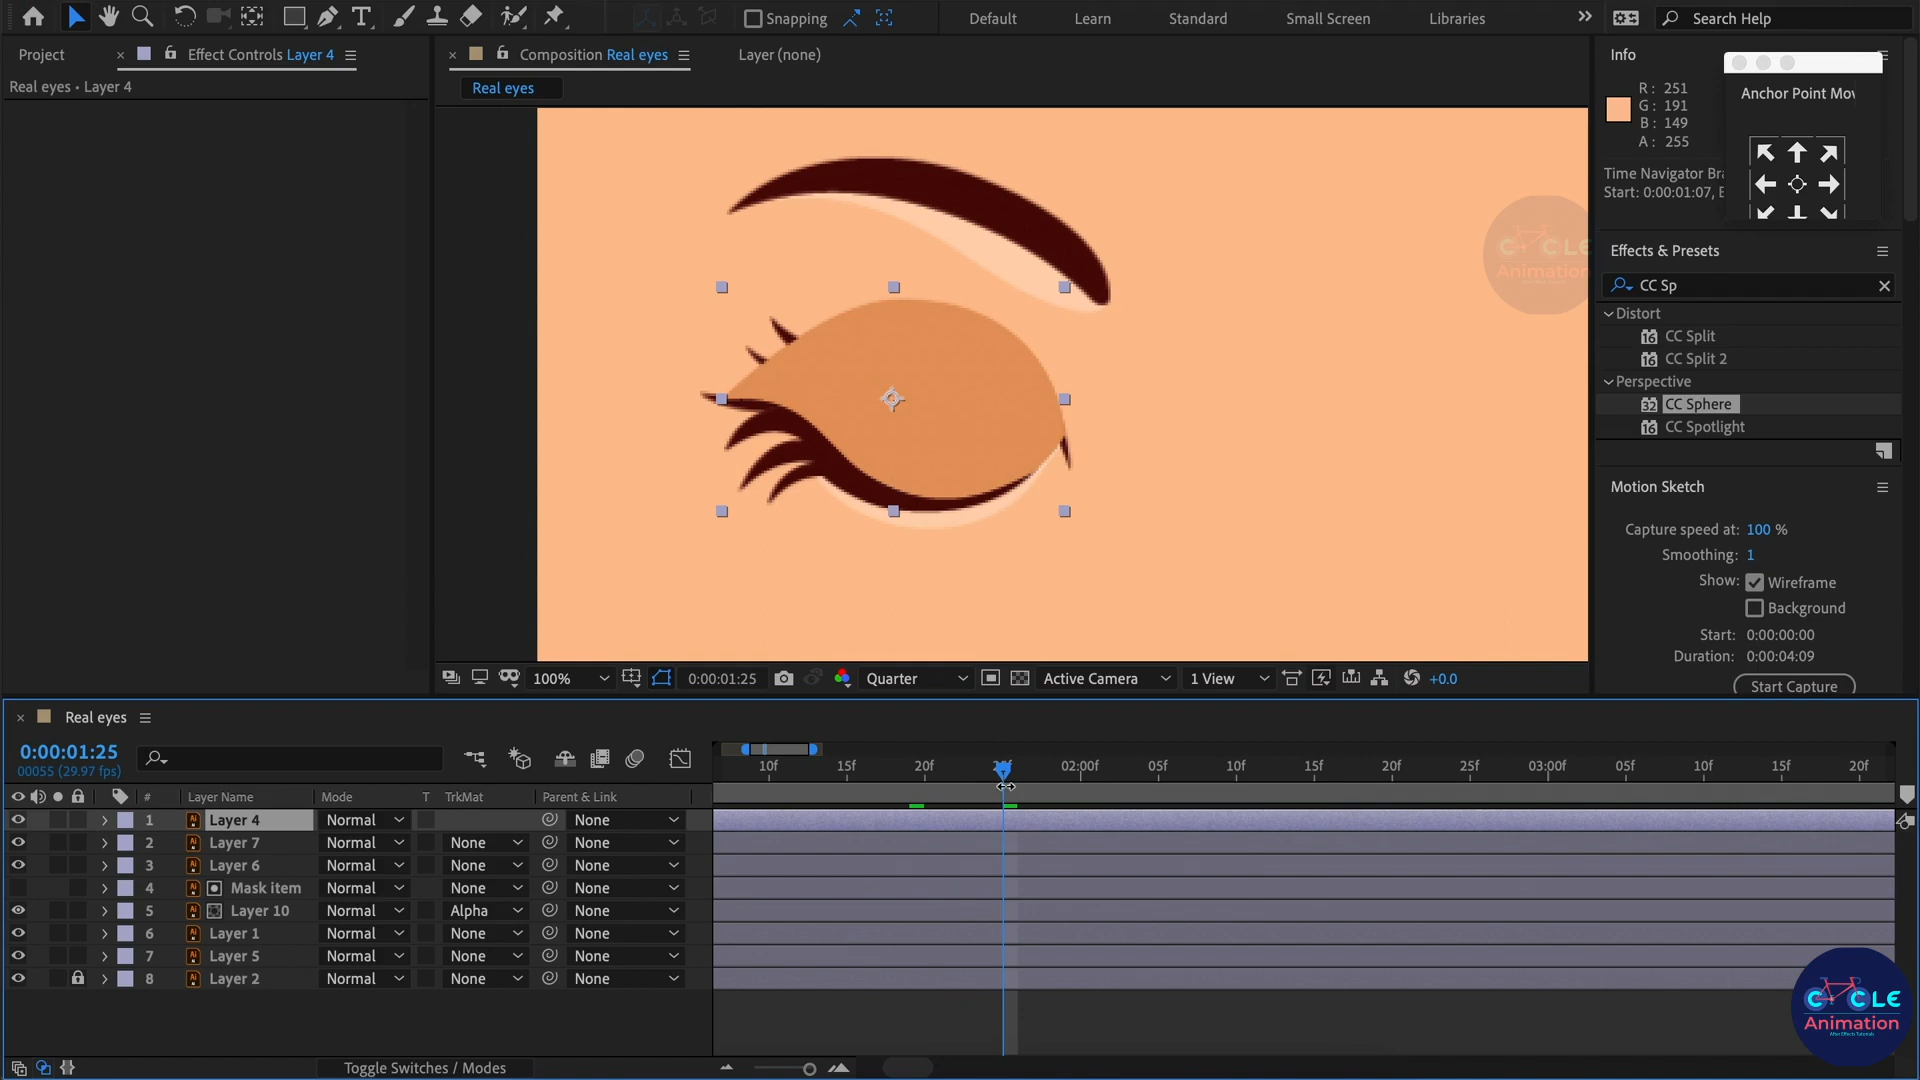 Snapping
Default
Learn
Standard
Small Screen
Libraries
Search Help
Project
Effect Controls Layer 4
Composition Real eyes
Layer (none)
Info
Real eyes • Layer 4
Real eyes
R: 251
G: 191
B: 149
A: 255
Anchor Point Mov
Time Navigator Bra
Start: 0:00:01:07, E
Effects & Presets
CC Sp
Distort
CC Split
CC Split 2
Perspective
CC Sphere
CC Spotlight
Motion Sketch
Capture speed at: 100 %
Smoothing: 1
Show: Wireframe
Background
Start: 0:00:00:00
Duration: 0:00:04:09
Start Capture
100%
0:00:01:25
Quarter
Active Camera
1 View
+0.0
Real eyes
0:00:01:25
00055 (29.97 fps)
10f 15f 20f 02:00f 05f 10f 15f 20f 25f 03:00f 05f 10f 15f 20f
# Layer Name Mode T TrkMat Parent & Link
1 Layer 4 Normal None
2 Layer 7 Normal None None
3 Layer 6 Normal None None
4 Mask item Normal None None
5 Layer 10 Normal Alpha None
6 Layer 1 Normal None None
7 Layer 5 Normal None None
8 Layer 2 Normal None None
Toggle Switches / Modes
CYCLE
Animation
After Effects Tutorials